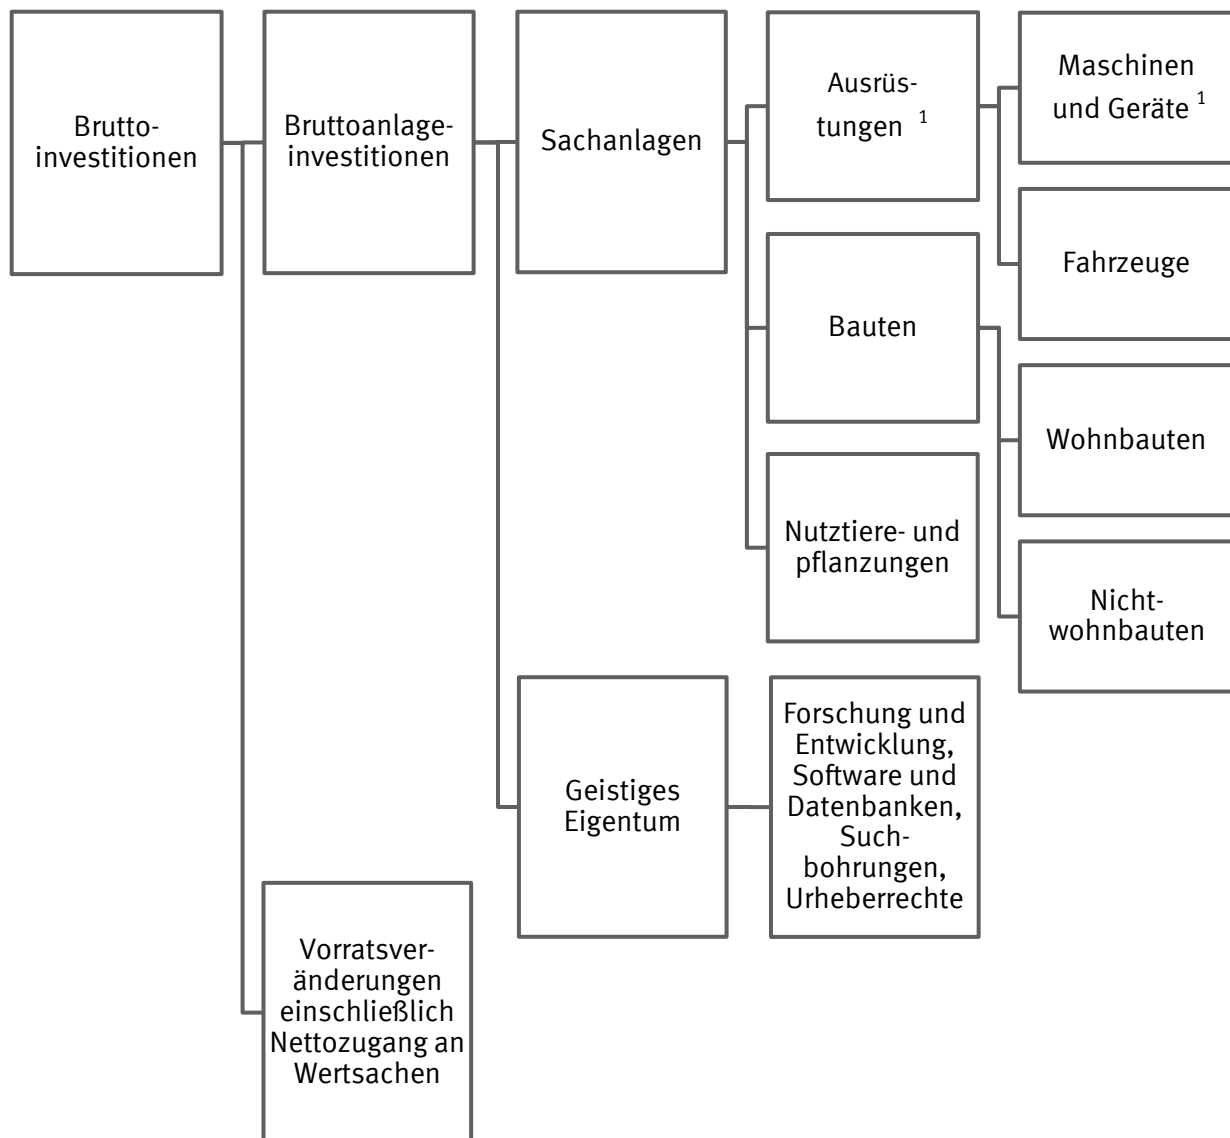 Brutto-
investitionen
Bruttoanlage-
investitionen
Sachanlagen
Ausrüs-
tungen ¹
Maschinen
und Geräte ¹
Fahrzeuge
Bauten
Wohnbauten
Nicht-
wohnbauten
Nutztiere- und
pflanzungen
Geistiges
Eigentum
Forschung und
Entwicklung,
Software und
Datenbanken,
Such-
bohrungen,
Urheberrechte
Vorratsver-
änderungen
einschließlich
Nettozugang an
Wertsachen